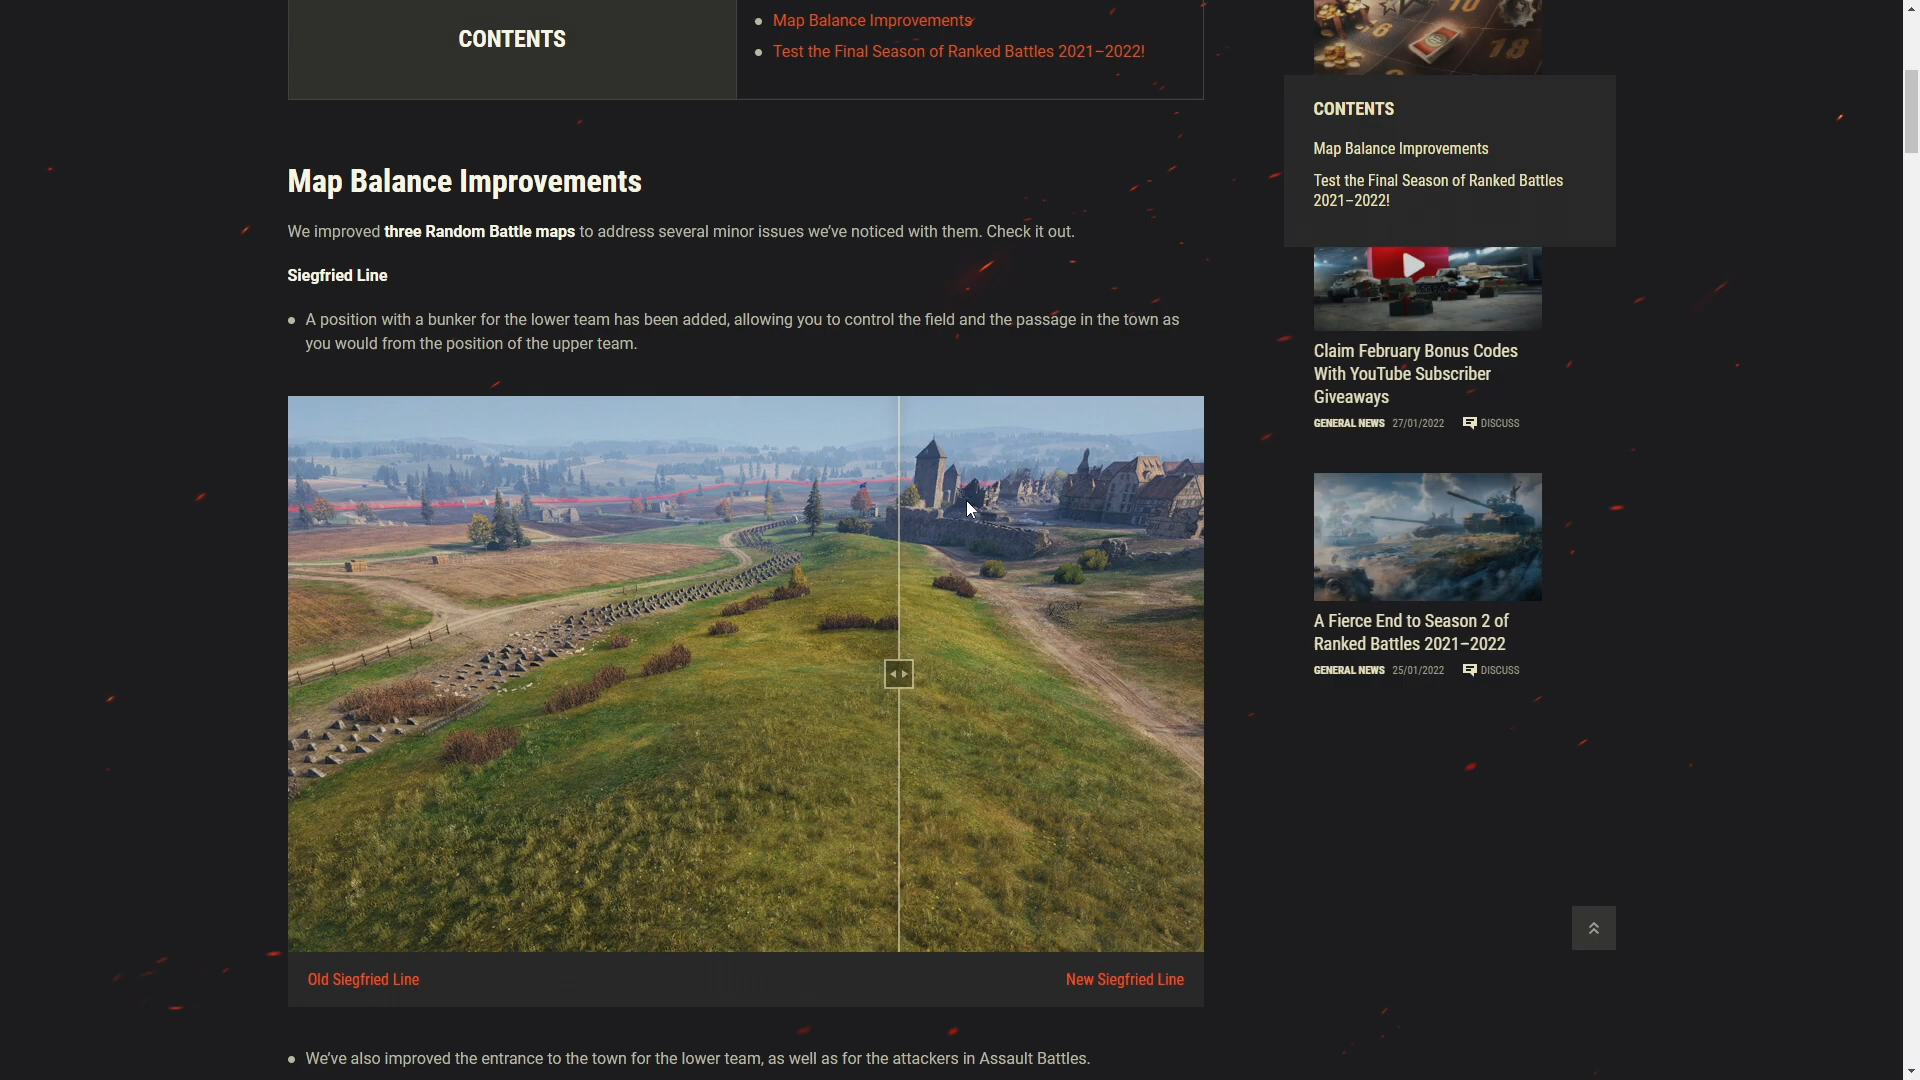 CONTENTS
Map Balance Improvements
Test the Final Season of Ranked Battles 2021–2022!
Map Balance Improvements
We improved three Random Battle maps to address several minor issues we’ve noticed with them. Check it out.
Siegfried Line
A position with a bunker for the lower team has been added, allowing you to control the field and the passage in the town as
you would from the position of the upper team.
Old Siegfried Line
New Siegfried Line
We’ve also improved the entrance to the town for the lower team, as well as for the attackers in Assault Battles.
10
16
18
CONTENTS
Map Balance Improvements
Test the Final Season of Ranked Battles
2021–2022!
Claim February Bonus Codes
With YouTube Subscriber
Giveaways
GENERAL NEWS 27/01/2022 DISCUSS
A Fierce End to Season 2 of
Ranked Battles 2021–2022
GENERAL NEWS 25/01/2022 DISCUSS